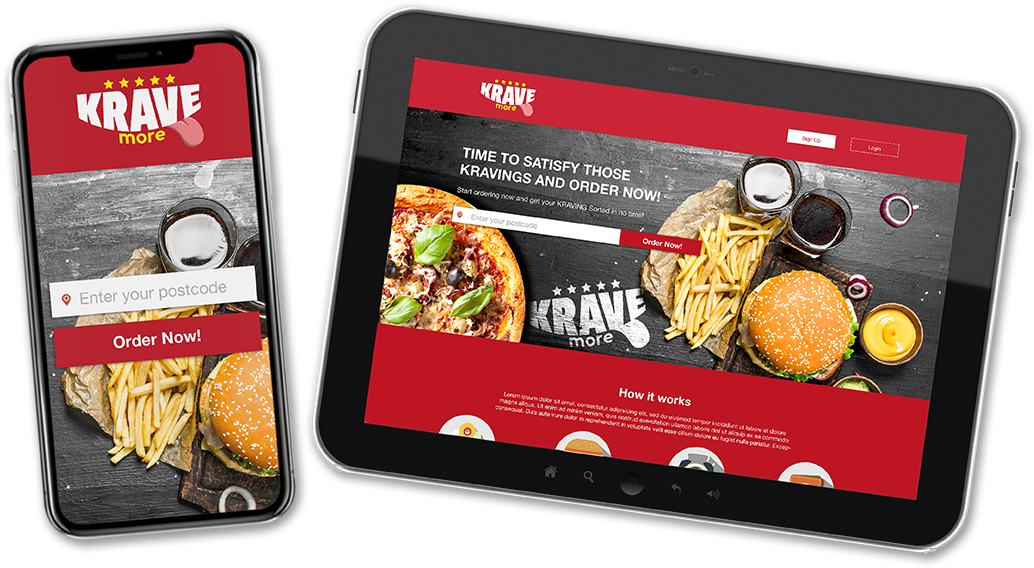 KRAVE
more
Enter your postcode
Order Now!
KRAVE
more
Sign Up
Login
TIME TO SATISFY THOSE
KRAVINGS AND ORDER NOW!
Start ordering now and get your KRAVING Sorted in no time!
Enter your postcode
Order Now!
KRAVE
more
How it works
Lorem ipsum dolor sit amet, consectetur adipisicing elit, sed do eiusmod tempor incididunt ut labore et dolore
magna aliqua. Ut enim ad minim veniam, quis nostrud exercitation ullamco laboris nisi ut aliquip ex ea commodo
consequat. Duis aute irure dolor in reprehenderit in voluptate velit esse cillum dolore eu fugiat nulla pariatur. Excep-